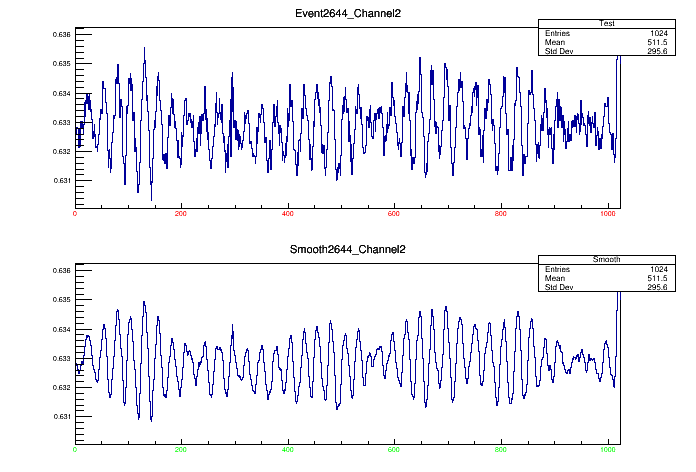 Event2644_Channel2
Test
Entries 1024
Mean 511.5
Std Dev 295.6
0.636
0.635
0.634
0.633
0.632
0.631
0 200 400 600 800 1000
Smooth2644_Channel2
Smooth
Entries 1024
Mean 511.5
Std Dev 295.6
0.636
0.635
0.634
0.633
0.632
0.631
0 200 400 600 800 1000